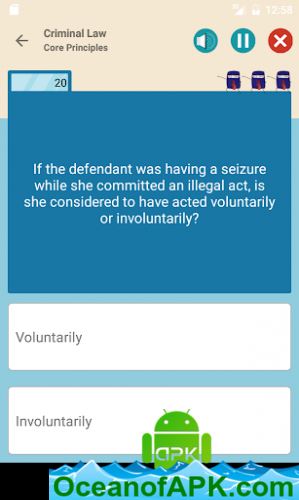 12:58
Criminal Law
Core Principles
20
If the defendant was having a seizure
while she committed an illegal act, is
she considered to have acted voluntarily
or involuntarily?
Voluntarily
Involuntarily
APK
OceanofAPK.com